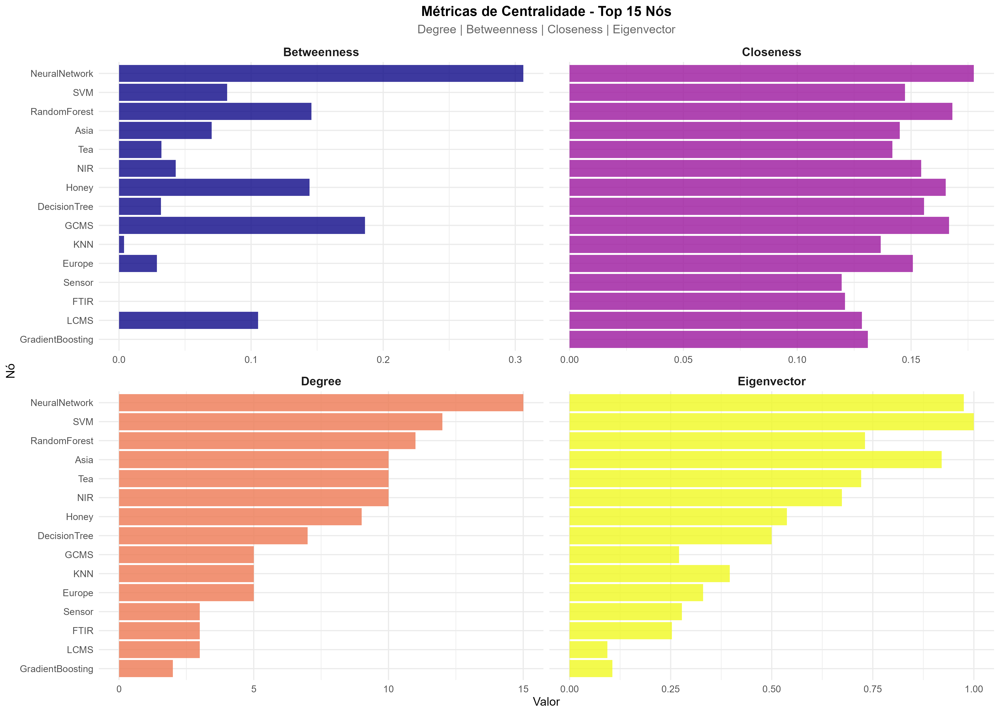 Métricas de Centralidade - Top 15 Nós
Degree | Betweenness | Closeness | Eigenvector
Betweenness
Closeness
NeuralNetwork
SVM
RandomForest
Asia
Tea
NIR
Honey
DecisionTree
GCMS
KNN
Europe
Sensor
FTIR
LCMS
GradientBoosting
0.0 0.1 0.2 0.3
0.00 0.05 0.10 0.15
Nó
Degree
Eigenvector
NeuralNetwork
SVM
RandomForest
Asia
Tea
NIR
Honey
DecisionTree
GCMS
KNN
Europe
Sensor
FTIR
LCMS
GradientBoosting
0 5 10 15
0.00 0.25 0.50 0.75 1.00
Valor